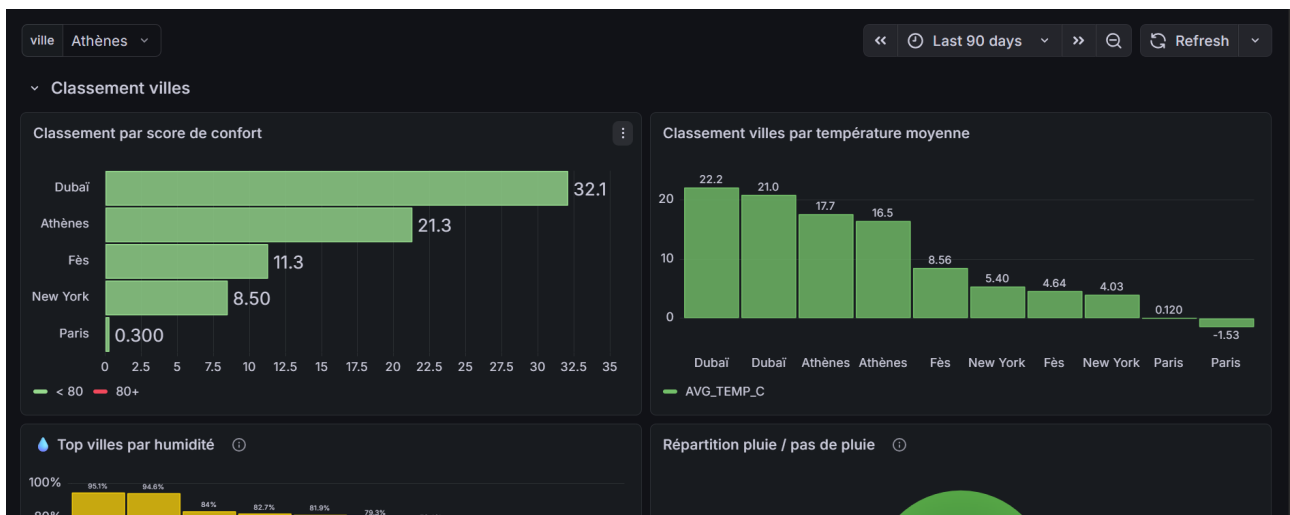 ville Athènes Last 90 days Refresh
Classement villes
Classement par score de confort
Dubaï 32.1
Athènes 21.3
Fès 11.3
New York 8.50
Paris 0.300
0 2.5 5 7.5 10 12.5 15 17.5 20 22.5 25 27.5 30 32.5 35
< 80 80+
Classement villes par température moyenne
20
10
0
22.2 21.0 17.7 16.5 8.56 5.40 4.64 4.03 0.120 -1.53
Dubaï Dubaï Athènes Athènes Fès New York Fès New York Paris Paris
AVG_TEMP_C
Top villes par humidité
100%
95.1% 94.6% 84% 82.7% 81.9% 79.3%
80%
Répartition pluie / pas de pluie